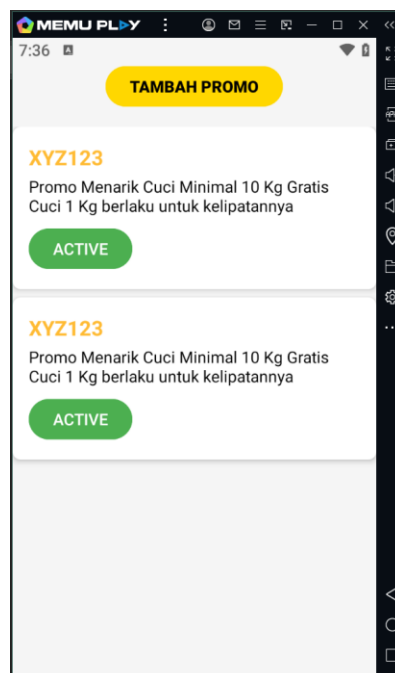 MEMU PLAY
7:36 A
TAMBAH PROMO
XYZ123
Promo Menarik Cuci Minimal 10 Kg Gratis
Cuci 1 Kg berlaku untuk kelipatannya
ACTIVE
XYZ123
Promo Menarik Cuci Minimal 10 Kg Gratis
Cuci 1 Kg berlaku untuk kelipatannya
ACTIVE